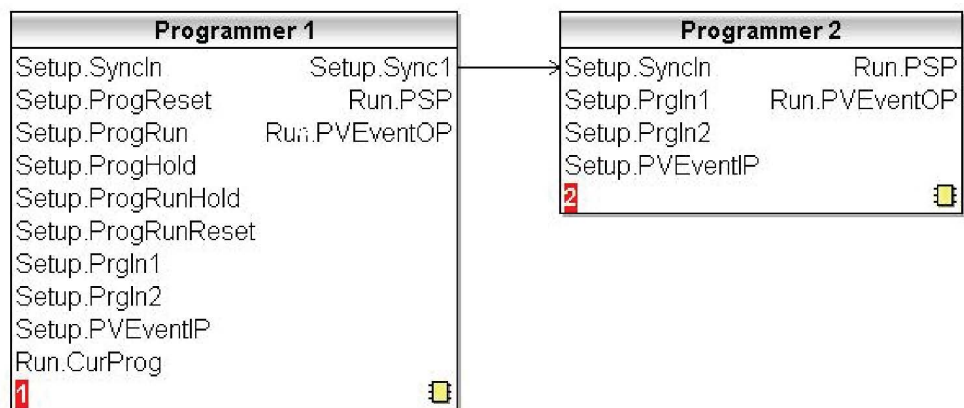 Programmer 1
Setup.SyncIn Setup.Sync1
Setup.ProgReset Run.PSP
Setup.ProgRun Run.PVEventOP
Setup.ProgHold
Setup.ProgRunHold
Setup.ProgRunReset
Setup.PrgIn1
Setup.PrgIn2
Setup.PVEventIP
Run.CurProg
1
Programmer 2
Setup.SyncIn Run.PSP
Setup.PrgIn1 Run.PVEventOP
Setup.PrgIn2
Setup.PVEventIP
2